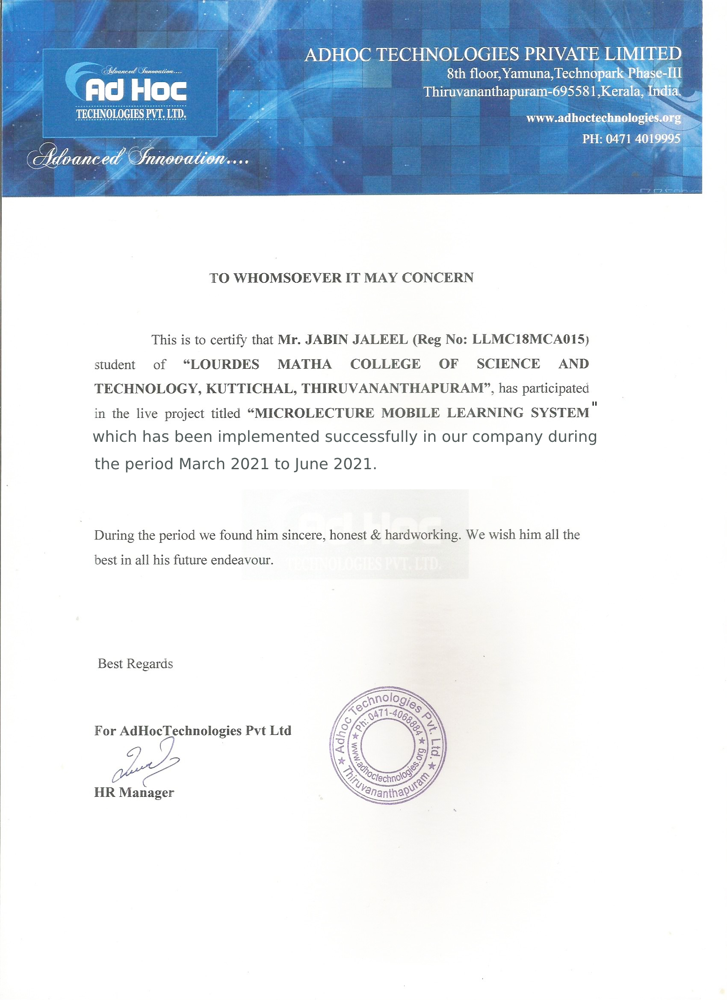 Advanced Innovation....
Ad Hoc
TECHNOLOGIES PVT. LTD.
Advanced Innovation....
ADHOC TECHNOLOGIES PRIVATE LIMITED
8th floor,Yamuna,Technopark Phase-III
Thiruvananthapuram-695581,Kerala, India.
www.adhoctechnologies.org
PH: 0471 4019995
TO WHOMSOEVER IT MAY CONCERN
This is to certify that Mr. JABIN JALEEL (Reg No: LLMC18MCA015)
student of “LOURDES MATHA COLLEGE OF SCIENCE AND
TECHNOLOGY, KUTTICHAL, THIRUVANANTHAPURAM”, has participated
in the live project titled “MICROLECTURE MOBILE LEARNING SYSTEM"
which has been implemented successfully in our company during
the period March 2021 to June 2021.
Ad Hoc
TECHNOLOGIES PVT. LTD.
During the period we found him sincere, honest & hardworking. We wish him all the
best in all his future endeavour.
Best Regards
For AdHocTechnologies Pvt Ltd
HR Manager
★ Adhoc Technologies Pvt. Ltd. ★
Thiruvananthapuram
★ Ph: 0471-4068884 ★
www.adhoctechnologies.org